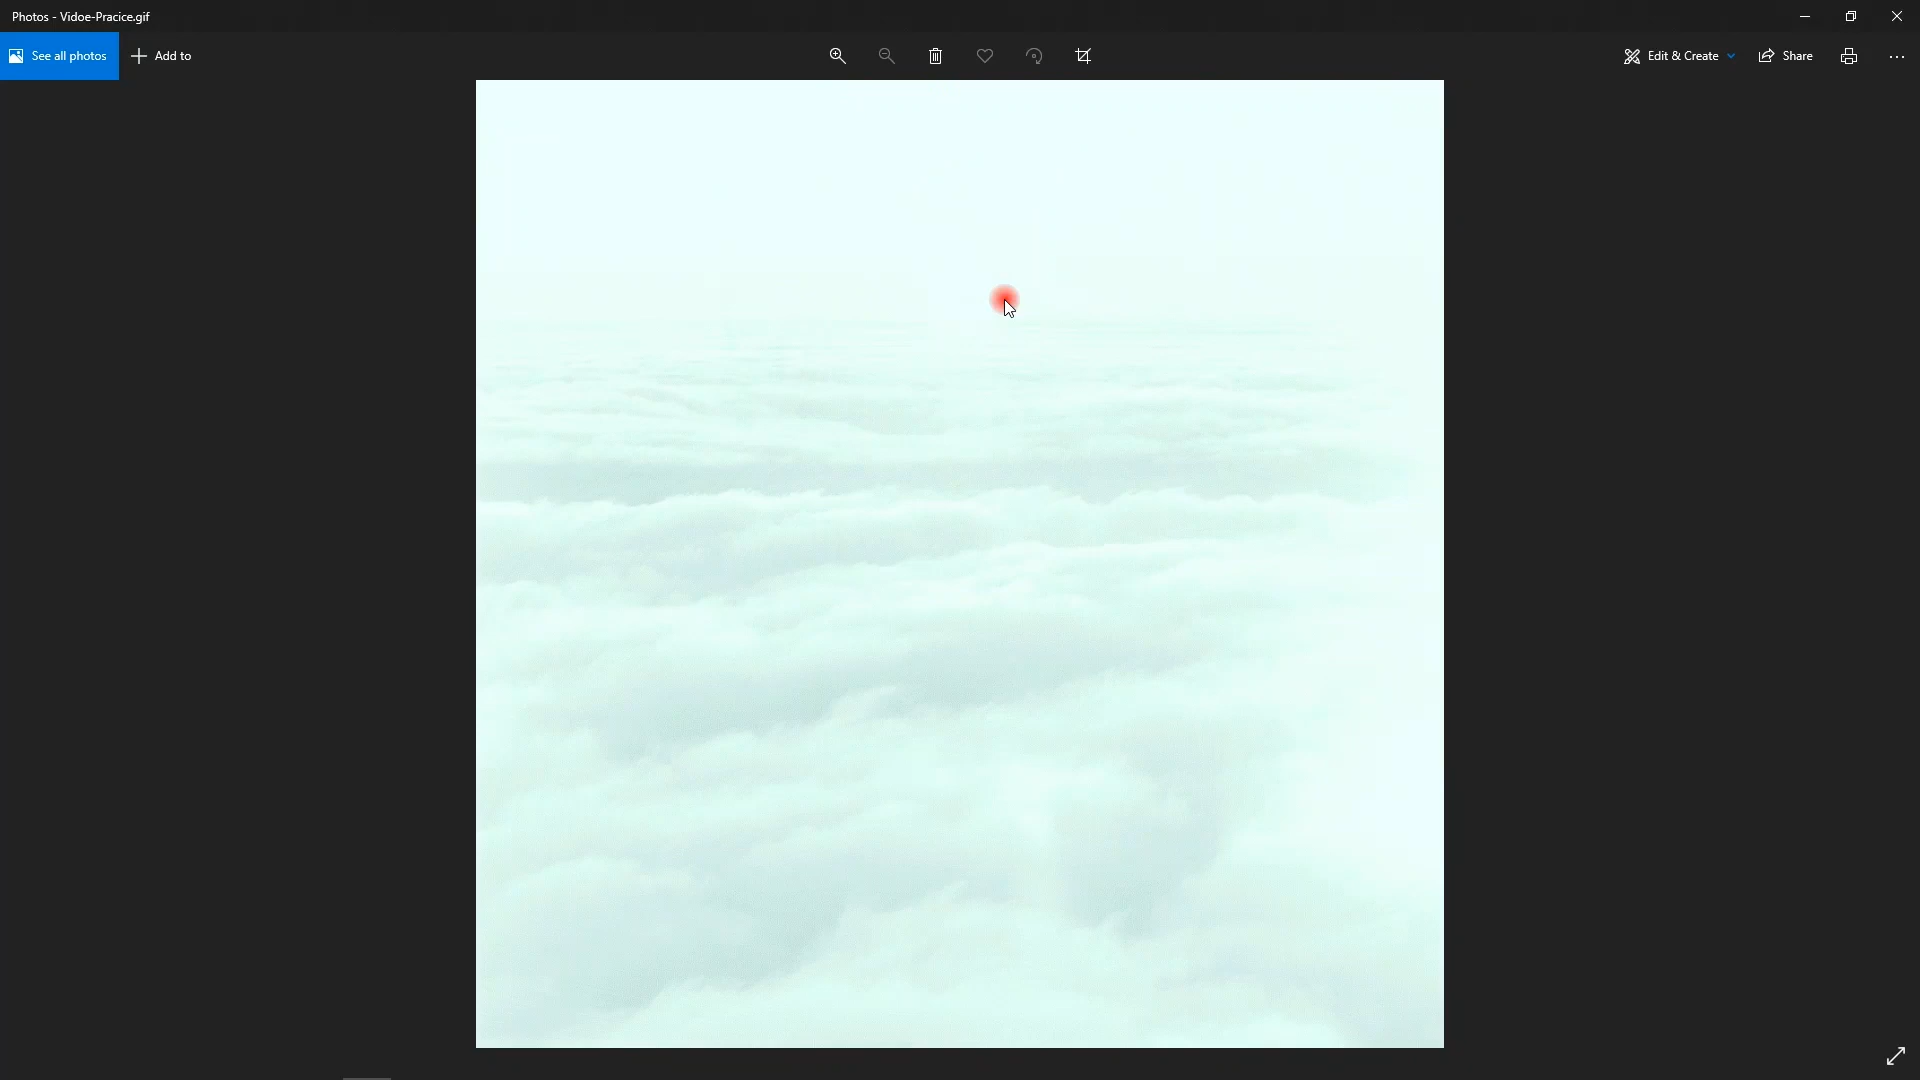 Photos - Vidoe-Pracice.gif
See all photos
Add to
Edit & Create
Share